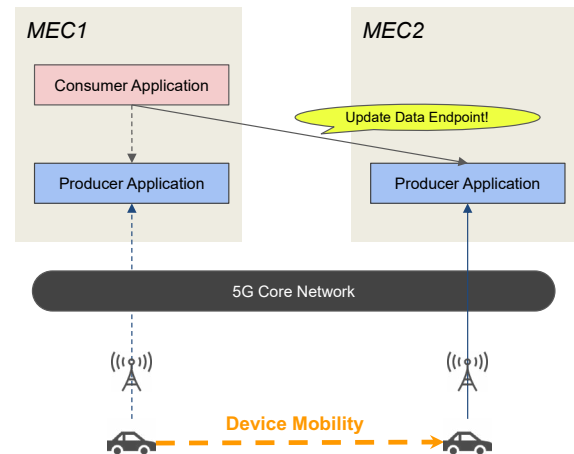 MEC1
MEC2
Consumer Application
Update Data Endpoint!
Producer Application
Producer Application
5G Core Network
Device Mobility